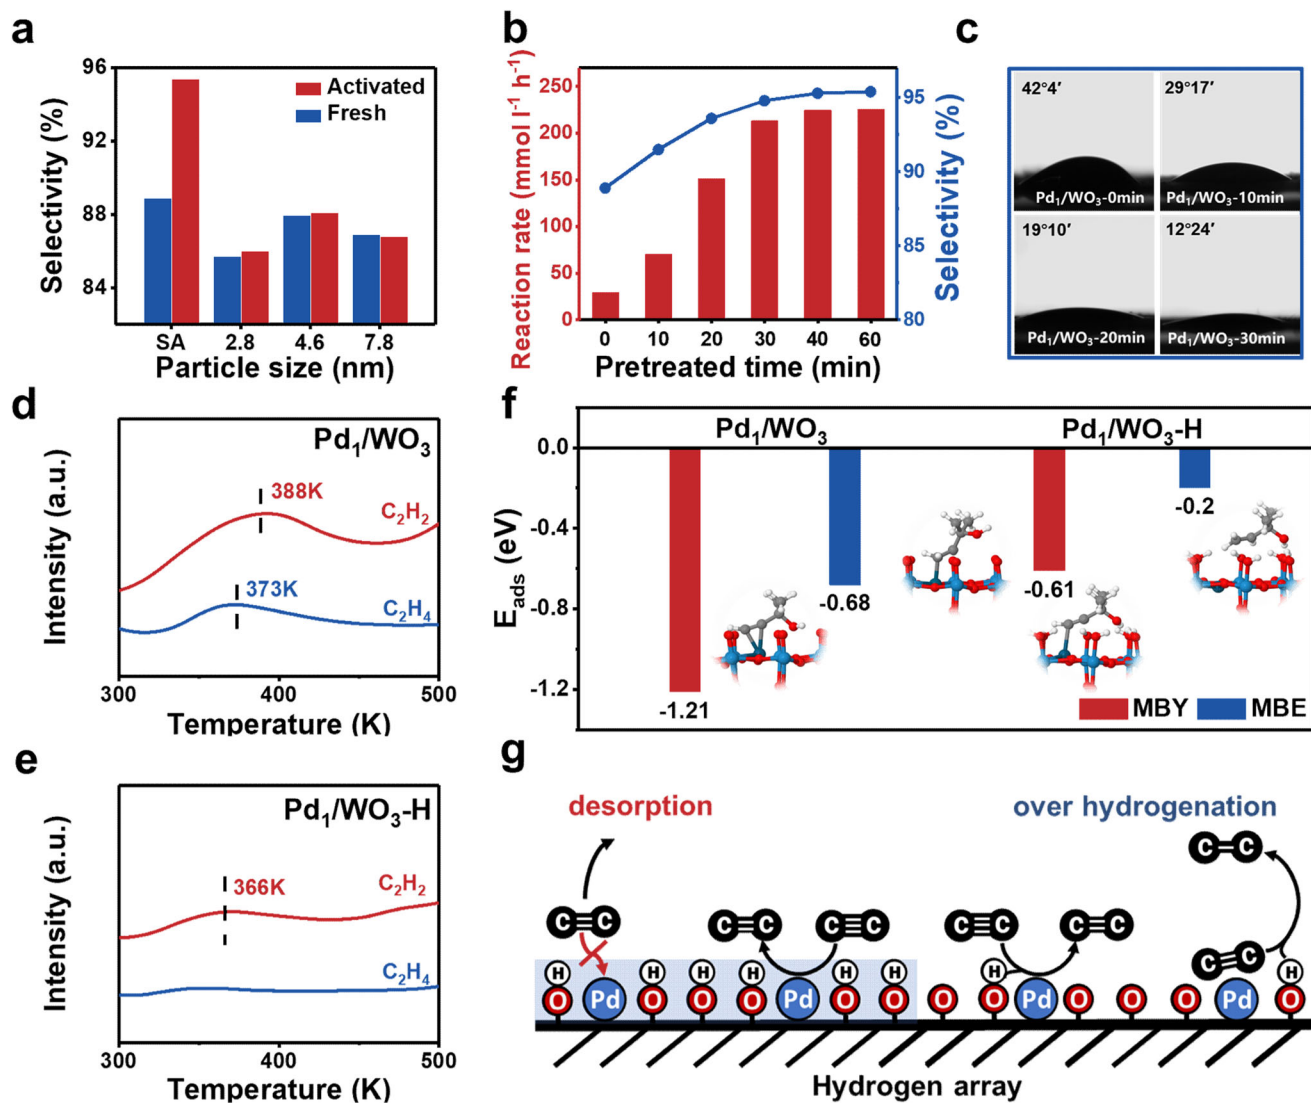 a
96
92
88
84
Selectivity (%)
Activated
Fresh
SA
2.8
4.6
7.8
Particle size (nm)
b
250
200
150
100
50
0
Reaction rate (mmol l⁻¹ h⁻¹)
95
90
85
80
Selectivity (%)
0
10
20
30
40
60
Pretreated time (min)
c
42°4′
29°17′
Pd₁/WO₃-0min
Pd₁/WO₃-10min
19°10′
12°24′
Pd₁/WO₃-20min
Pd₁/WO₃-30min
d
Pd₁/WO₃
388K
C₂H₂
373K
C₂H₄
Intensity (a.u.)
300
400
500
Temperature (K)
e
Pd₁/WO₃-H
366K
C₂H₂
C₂H₄
Intensity (a.u.)
300
400
500
Temperature (K)
f
Pd₁/WO₃
Pd₁/WO₃-H
0.0
-0.4
-0.8
-1.2
E_ads (eV)
-1.21
-0.68
-0.61
-0.2
MBY
MBE
g
desorption
over hydrogenation
C C
C C
C C
C C
C C
C C
C C
H H H H H H H H
O Pd O O O Pd O O O O Pd O O O Pd O
Hydrogen array